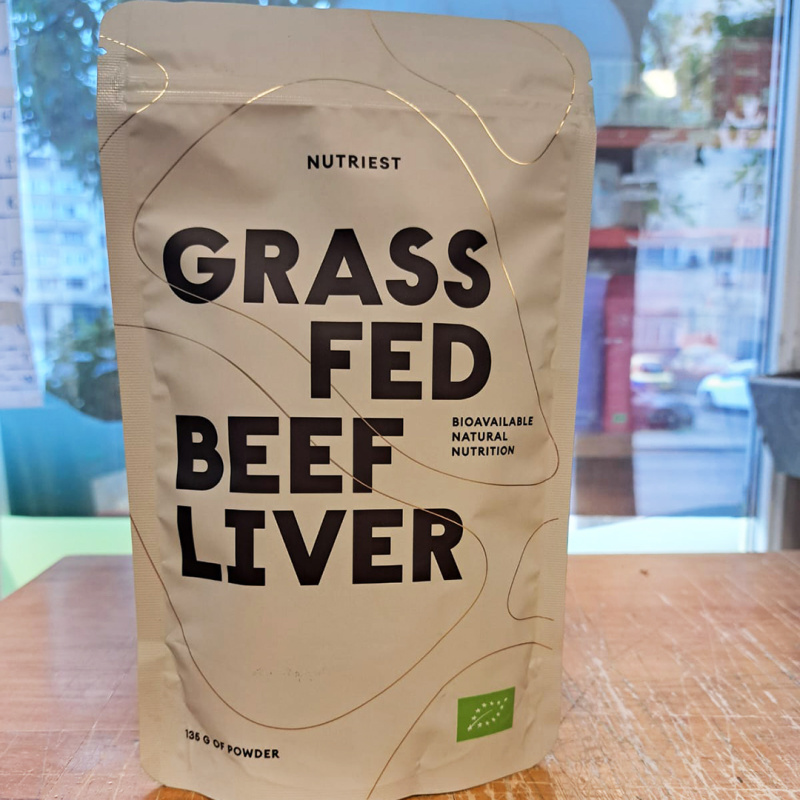 NUTRIEST
GRASS
FED
BEEF
LIVER
BIOAVAILABLE
NATURAL
NUTRITION
135 G OF POWDER